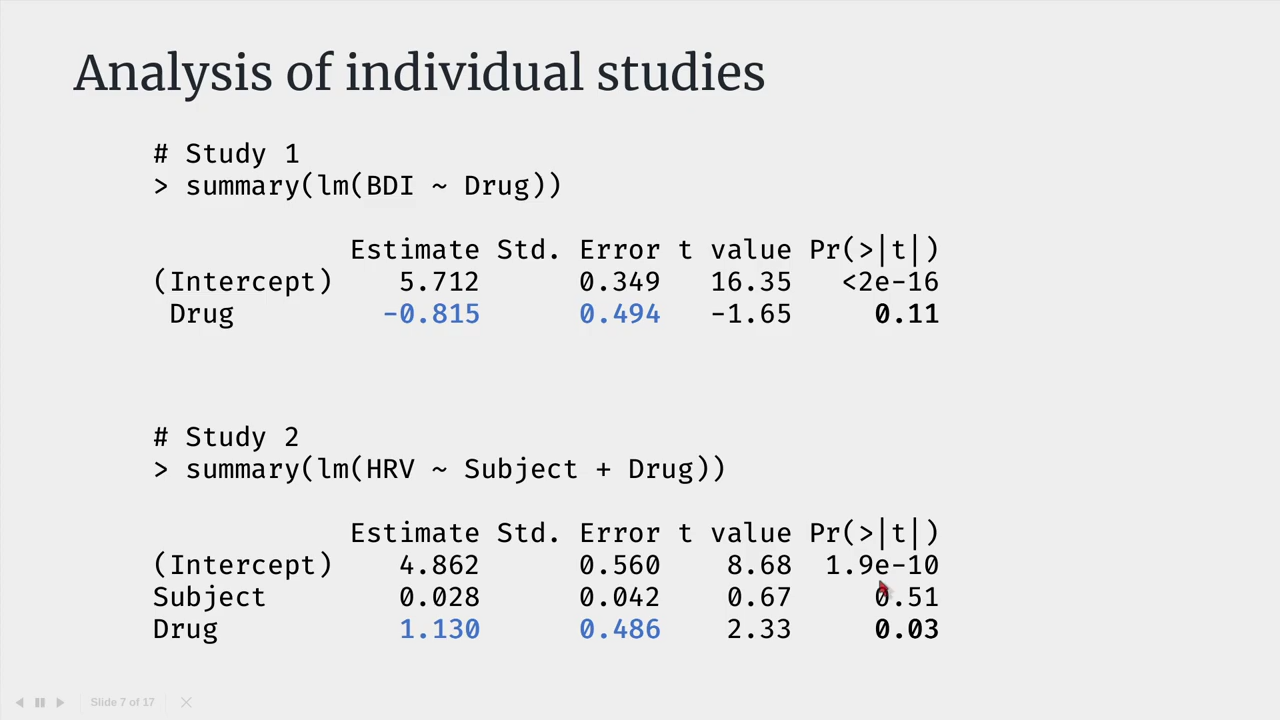 Analysis of individual studies
# Study 1
> summary(lm(BDI ~ Drug))
Estimate Std. Error t value Pr(>|t|)
(Intercept) 5.712 0.349 16.35 <2e-16
Drug -0.815 0.494 -1.65 0.11
# Study 2
> summary(lm(HRV ~ Subject + Drug))
Estimate Std. Error t value Pr(>|t|)
(Intercept) 4.862 0.560 8.68 1.9e-10
Subject 0.028 0.042 0.67 0.51
Drug 1.130 0.486 2.33 0.03
Slide 7 of 17